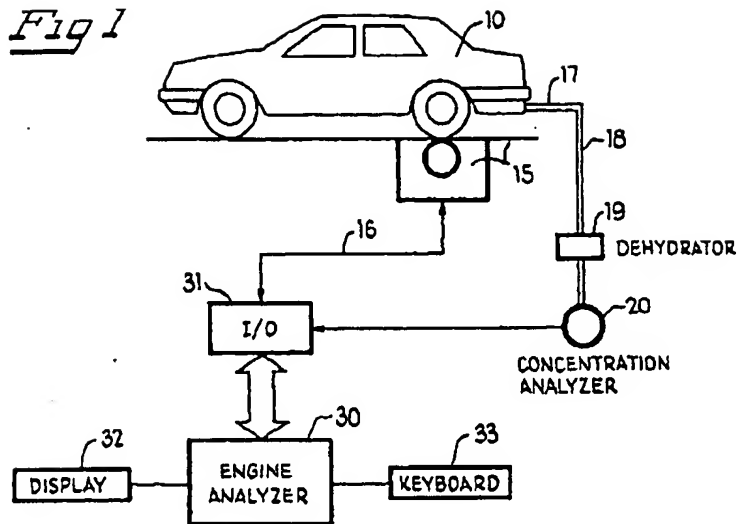 Fig 1
10
17
18
15
19
DEHYDRATOR
16
31
I/O
20
CONCENTRATION
ANALYZER
30
32
33
DISPLAY
ENGINE
ANALYZER
KEYBOARD